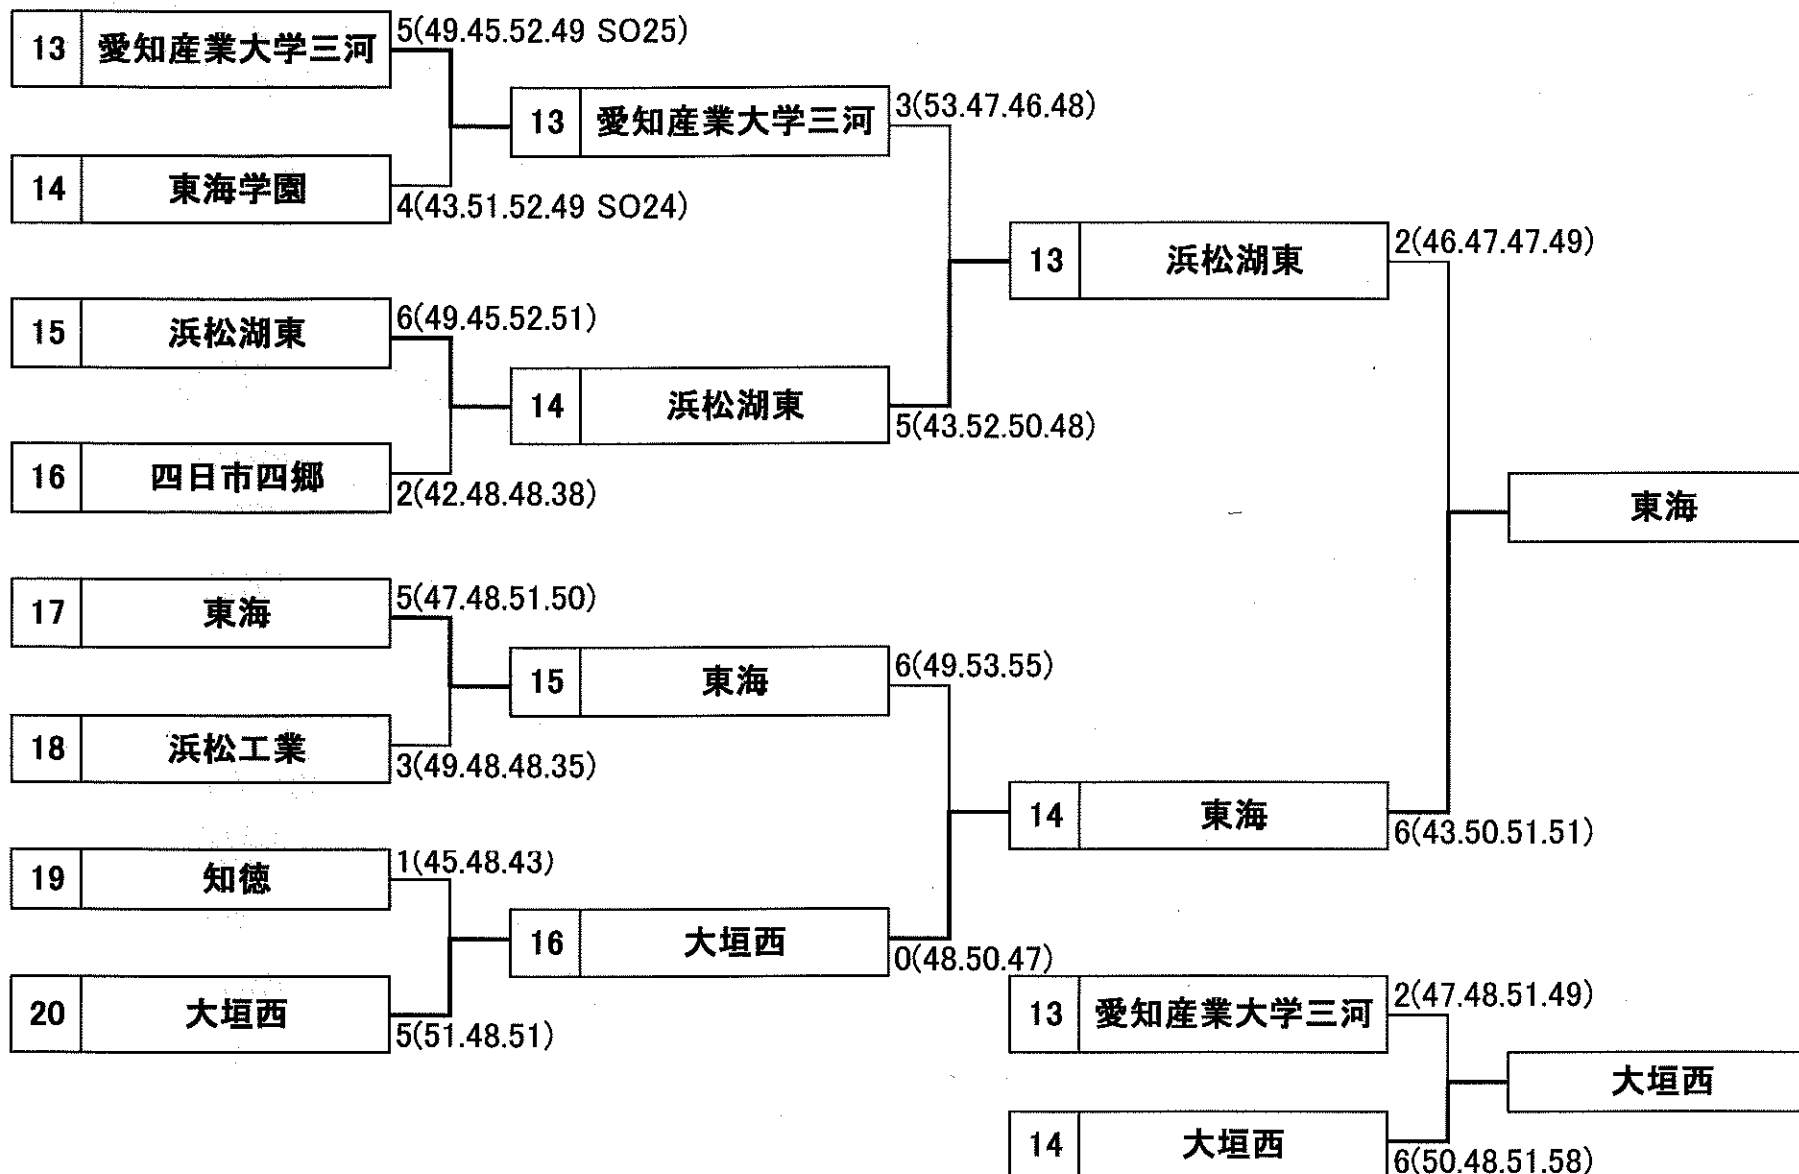 13 愛知産業大学三河 5(49.45.52.49 SO25)
13 愛知産業大学三河 3(53.47.46.48)
14 東海学園 4(43.51.52.49 SO24)
13 浜松湖東 2(46.47.47.49)
15 浜松湖東 6(49.45.52.51)
14 浜松湖東 5(43.52.50.48)
16 四日市四郷 2(42.48.48.38)
東海
17 東海 5(47.48.51.50)
15 東海 6(49.53.55)
18 浜松工業 3(49.48.48.35)
14 東海 6(43.50.51.51)
19 知徳 1(45.48.43)
16 大垣西 0(48.50.47)
20 大垣西 5(51.48.51)
13 愛知産業大学三河 2(47.48.51.49)
大垣西
14 大垣西 6(50.48.51.58)